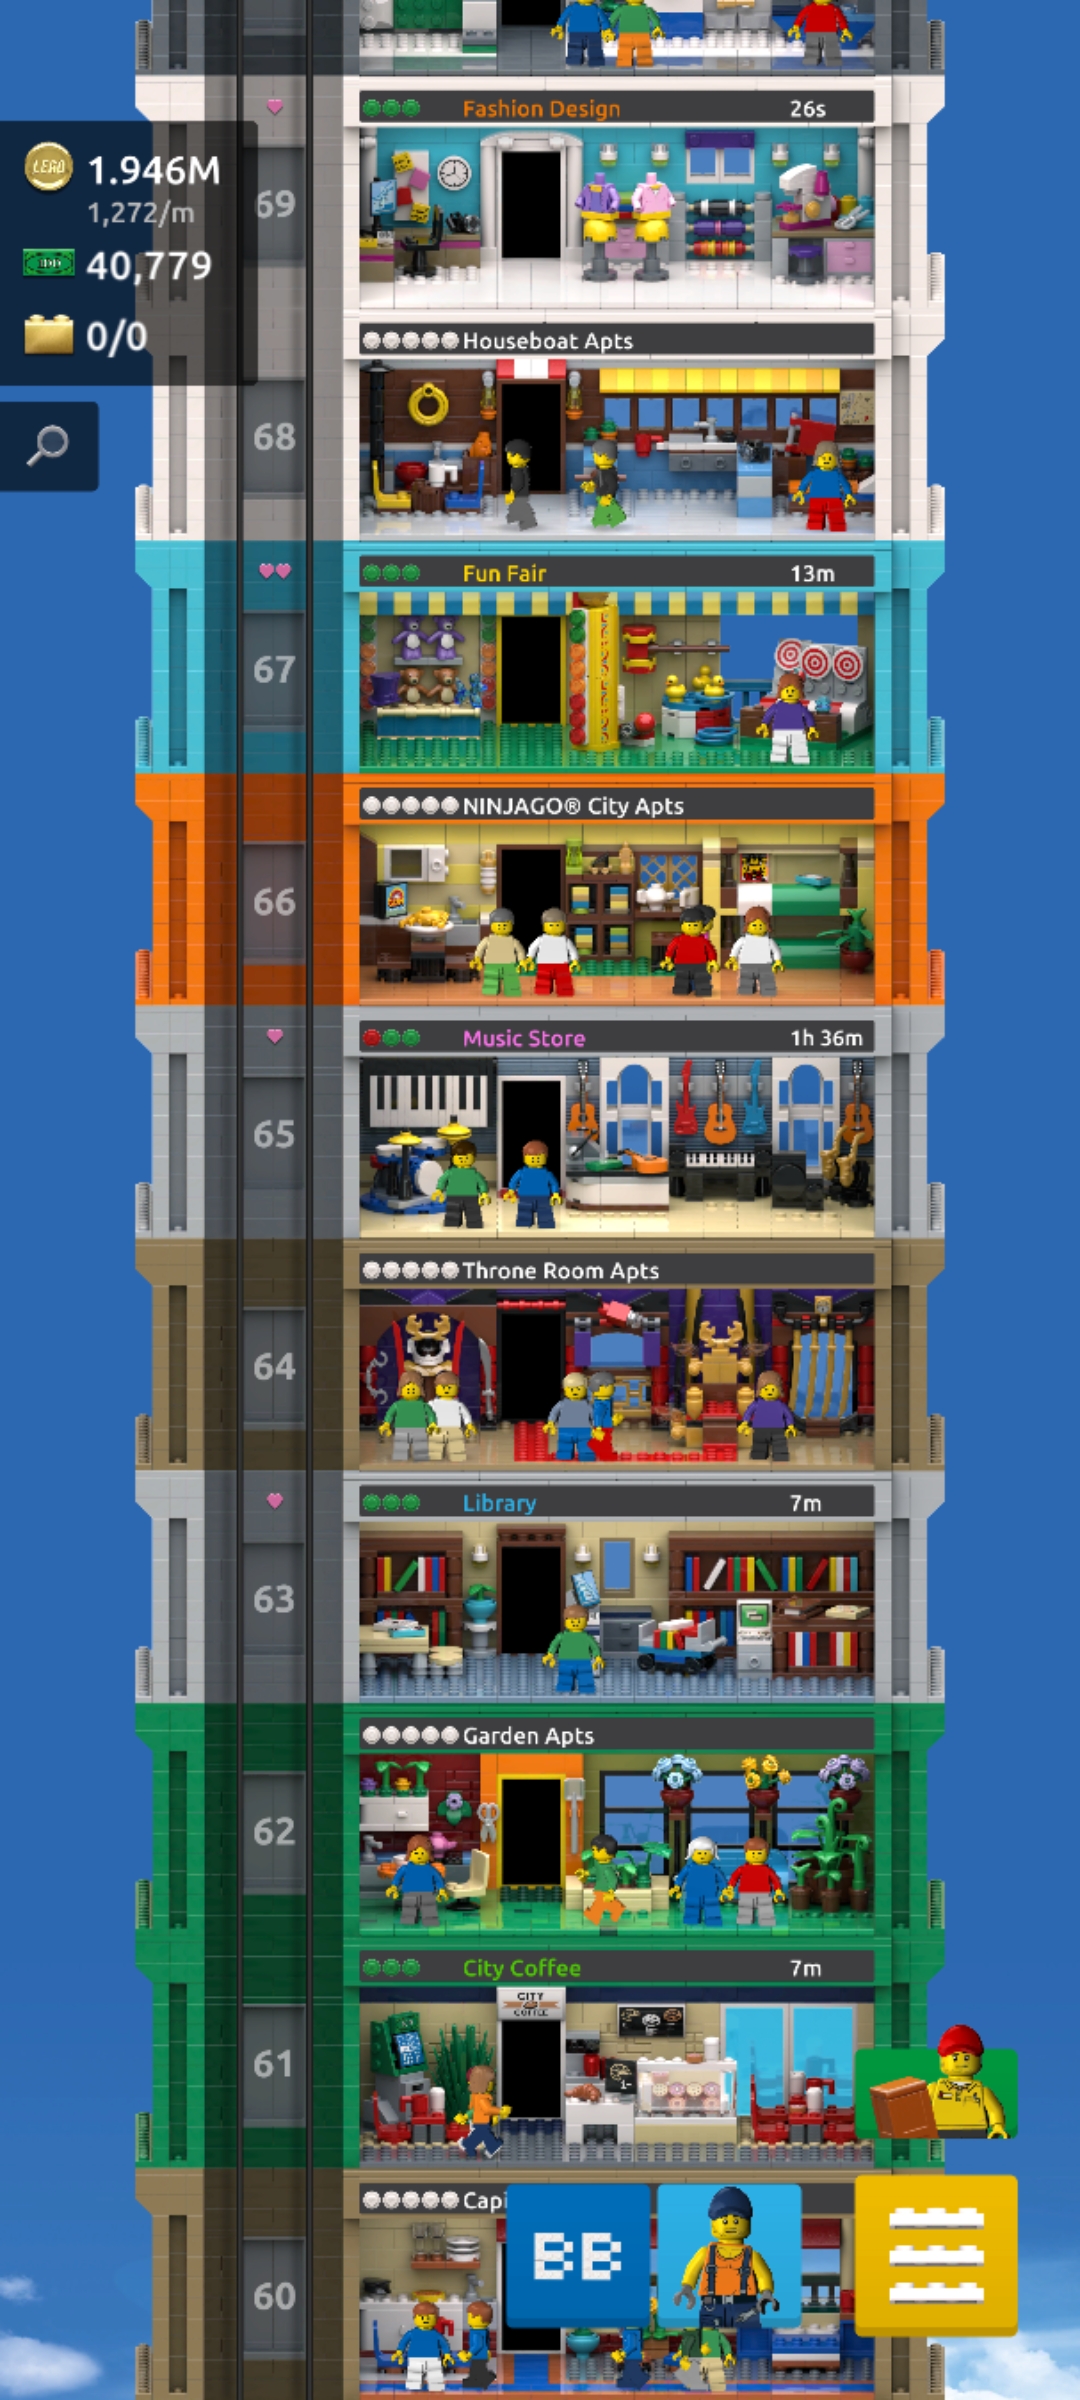 Fashion Design 26s
LEGO 1.946M
1,272/m
69
40,779
0/0
Houseboat Apts
68
Fun Fair 13m
67
NINJAGO® City Apts
66
Music Store 1h 36m
65
Throne Room Apts
64
Library 7m
63
Garden Apts
62
City Coffee 7m
CITY
COFFEE
61
Capi
BB
60